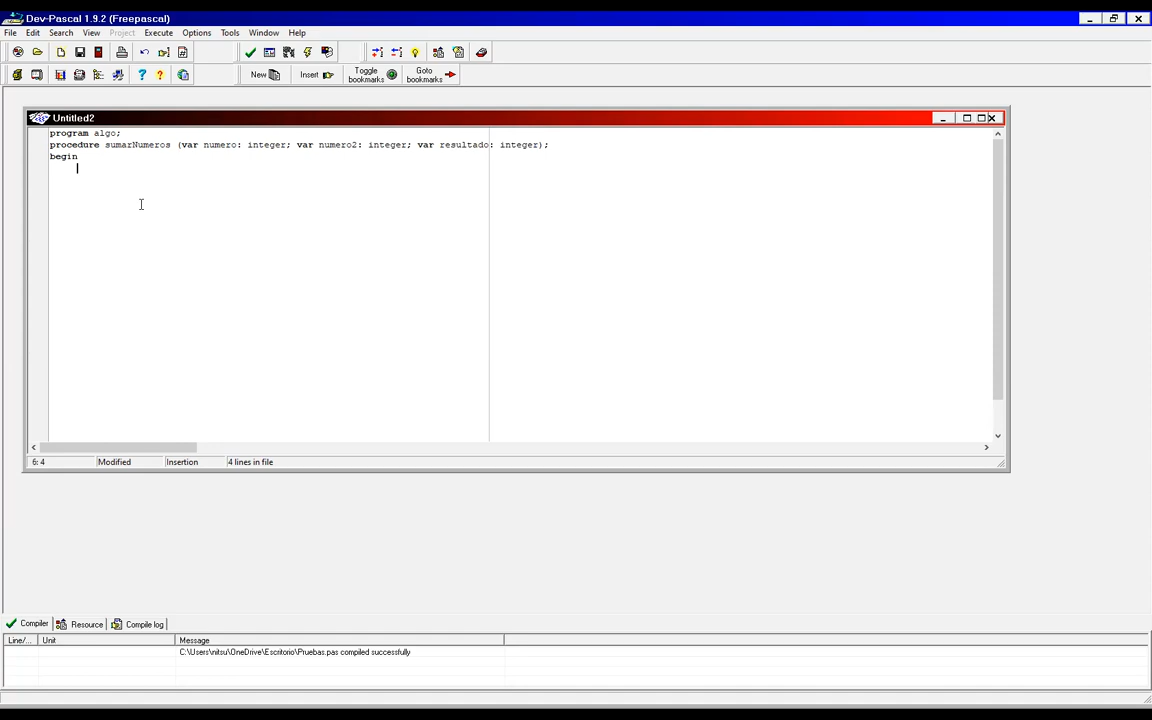 Dev-Pascal 1.9.2 (Freepascal)
File Edit Search View Project Execute Options Tools Window Help
New Insert Toggle bookmarks Goto bookmarks
Untitled2
program algo;
procedure sumarNumeros (var numero: integer; var numero2: integer; var resultado: integer);
begin
6: 4 Modified Insertion 4 lines in file
Compiler Resource Compile log
Line/... Unit Message
C:\Users\nitsu\OneDrive\Escritorio\Pruebas.pas compiled successfully